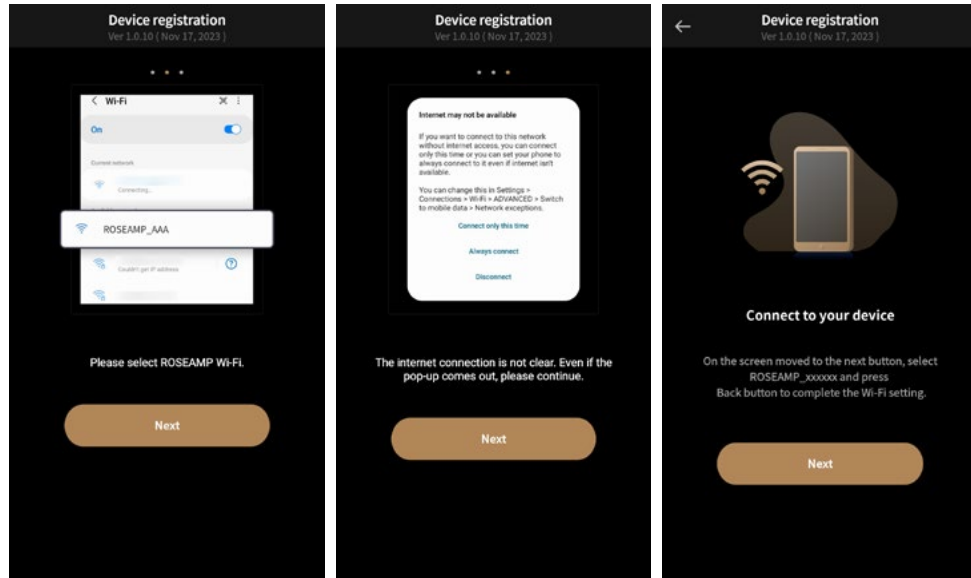 Device registration
Ver 1.0.10 ( Nov 17, 2023 )
Wi-Fi
On
Current network
Connecting..
ROSEAMP_AAA
Couldn't get IP address
Please select ROSEAMP Wi-Fi.
Next
Device registration
Ver 1.0.10 ( Nov 17, 2023 )
Internet may not be available
If you want to connect to this network
without internet access, you can connect
only this time or you can set your phone to
always connect to it even if internet isn't
available.
You can change this in Settings >
Connections > Wi-Fi > ADVANCED > Switch
to mobile data > Network exceptions.
Connect only this time
Always connect
Disconnect
The internet connection is not clear. Even if the
pop-up comes out, please continue.
Next
Device registration
Ver 1.0.10 ( Nov 17, 2023 )
Connect to your device
On the screen moved to the next button, select
ROSEAMP_xxxxxx and press
Back button to complete the Wi-Fi setting.
Next